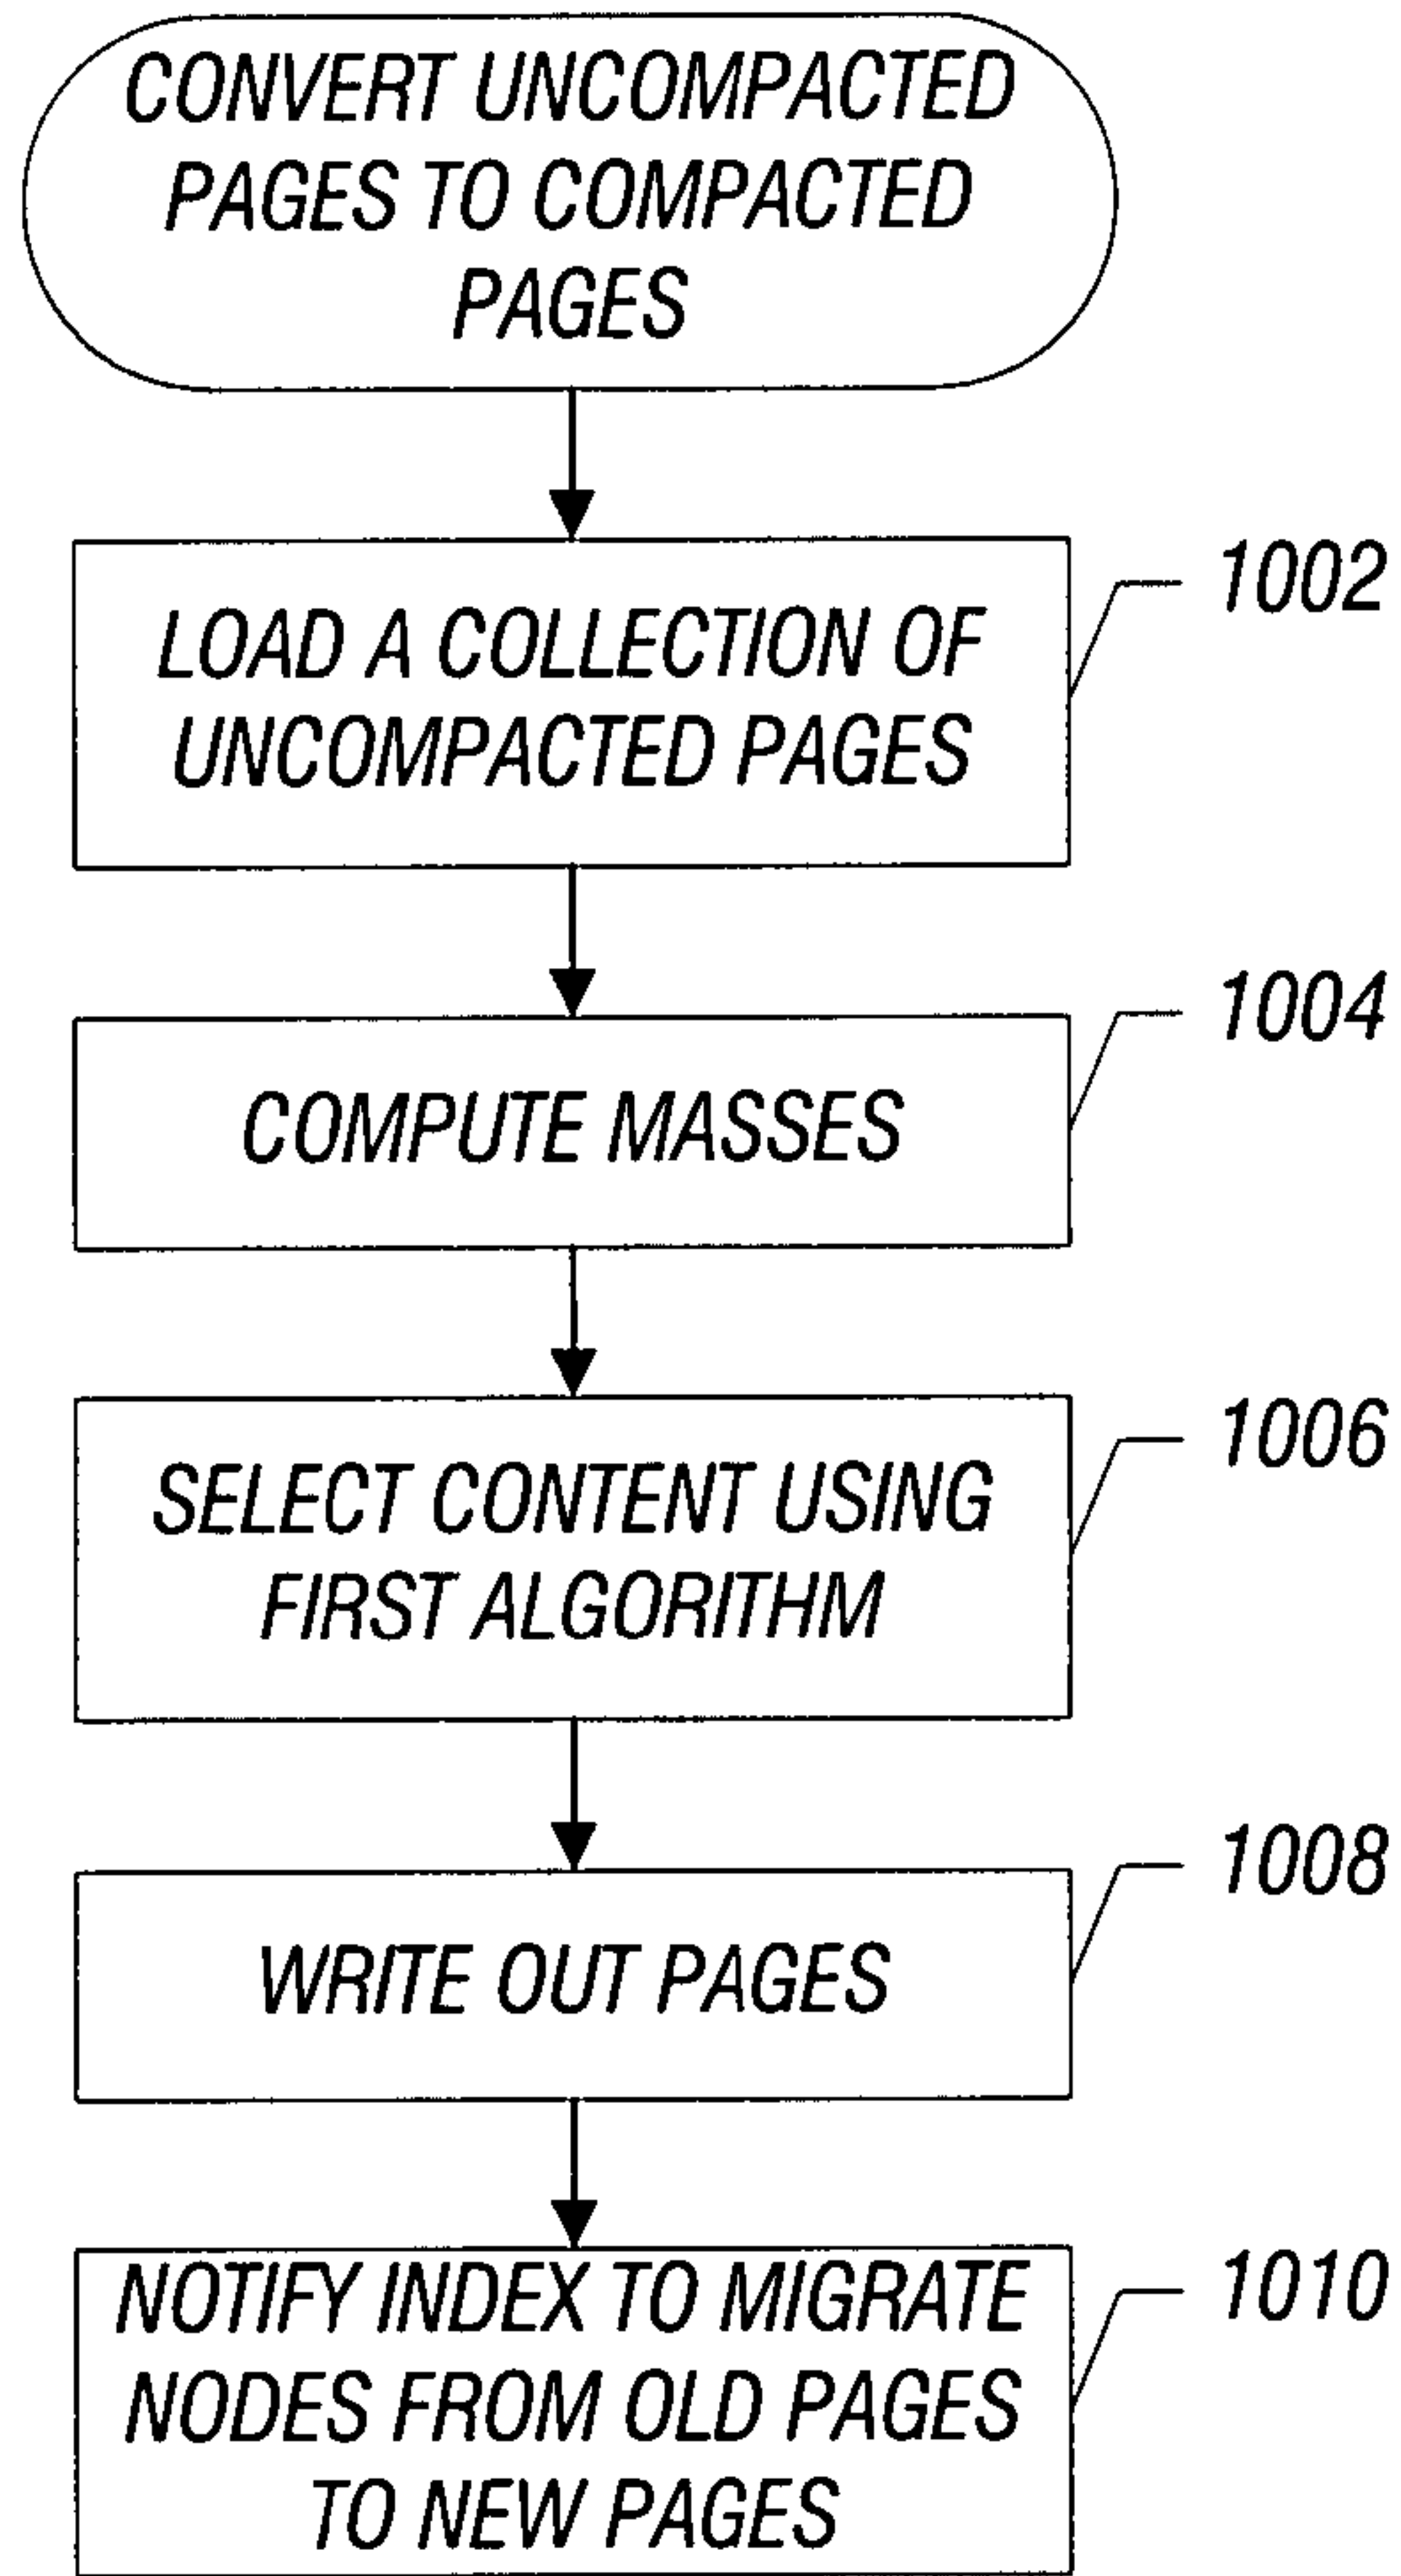 CONVERT UNCOMPACTED
PAGES TO COMPACTED
PAGES
1002
LOAD A COLLECTION OF
UNCOMPACTED PAGES
1004
COMPUTE MASSES
1006
SELECT CONTENT USING
FIRST ALGORITHM
1008
WRITE OUT PAGES
1010
NOTIFY INDEX TO MIGRATE
NODES FROM OLD PAGES
TO NEW PAGES